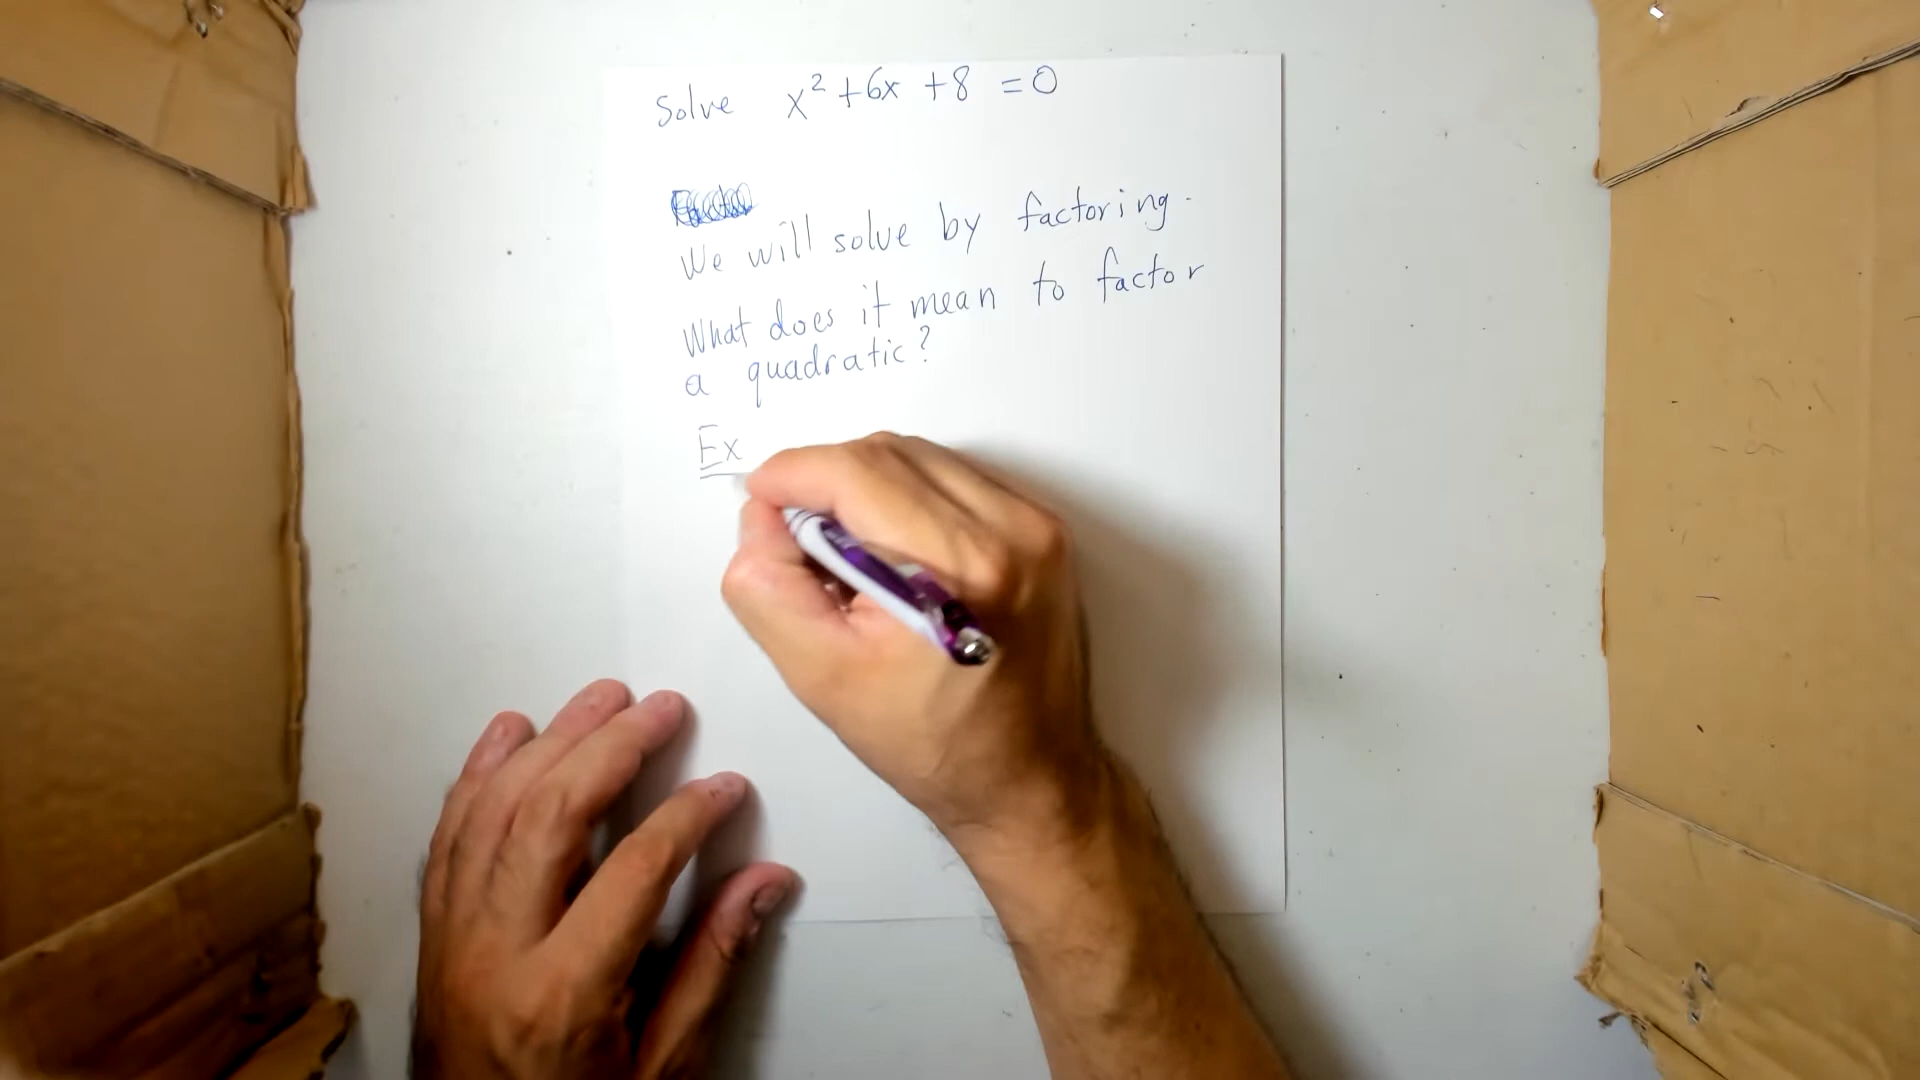 Solve x² + 6x + 8 = 0
We will solve by factoring.
What does it mean to factor
a quadratic?
Ex